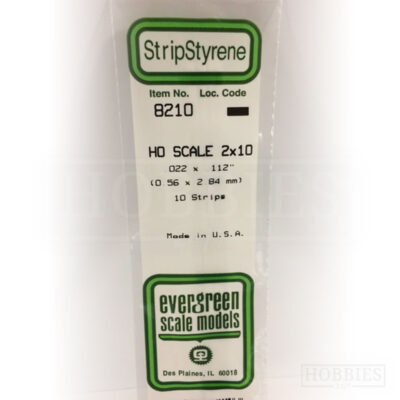 StripStyrene
Item No. Loc. Code
8210
HO SCALE 2x10
.022 x .112"
(0.56 x 2.84 mm)
10 Strips
Made in U.S.A.
evergreen
scale models
Des Plaines, IL 60018
HOBBIES